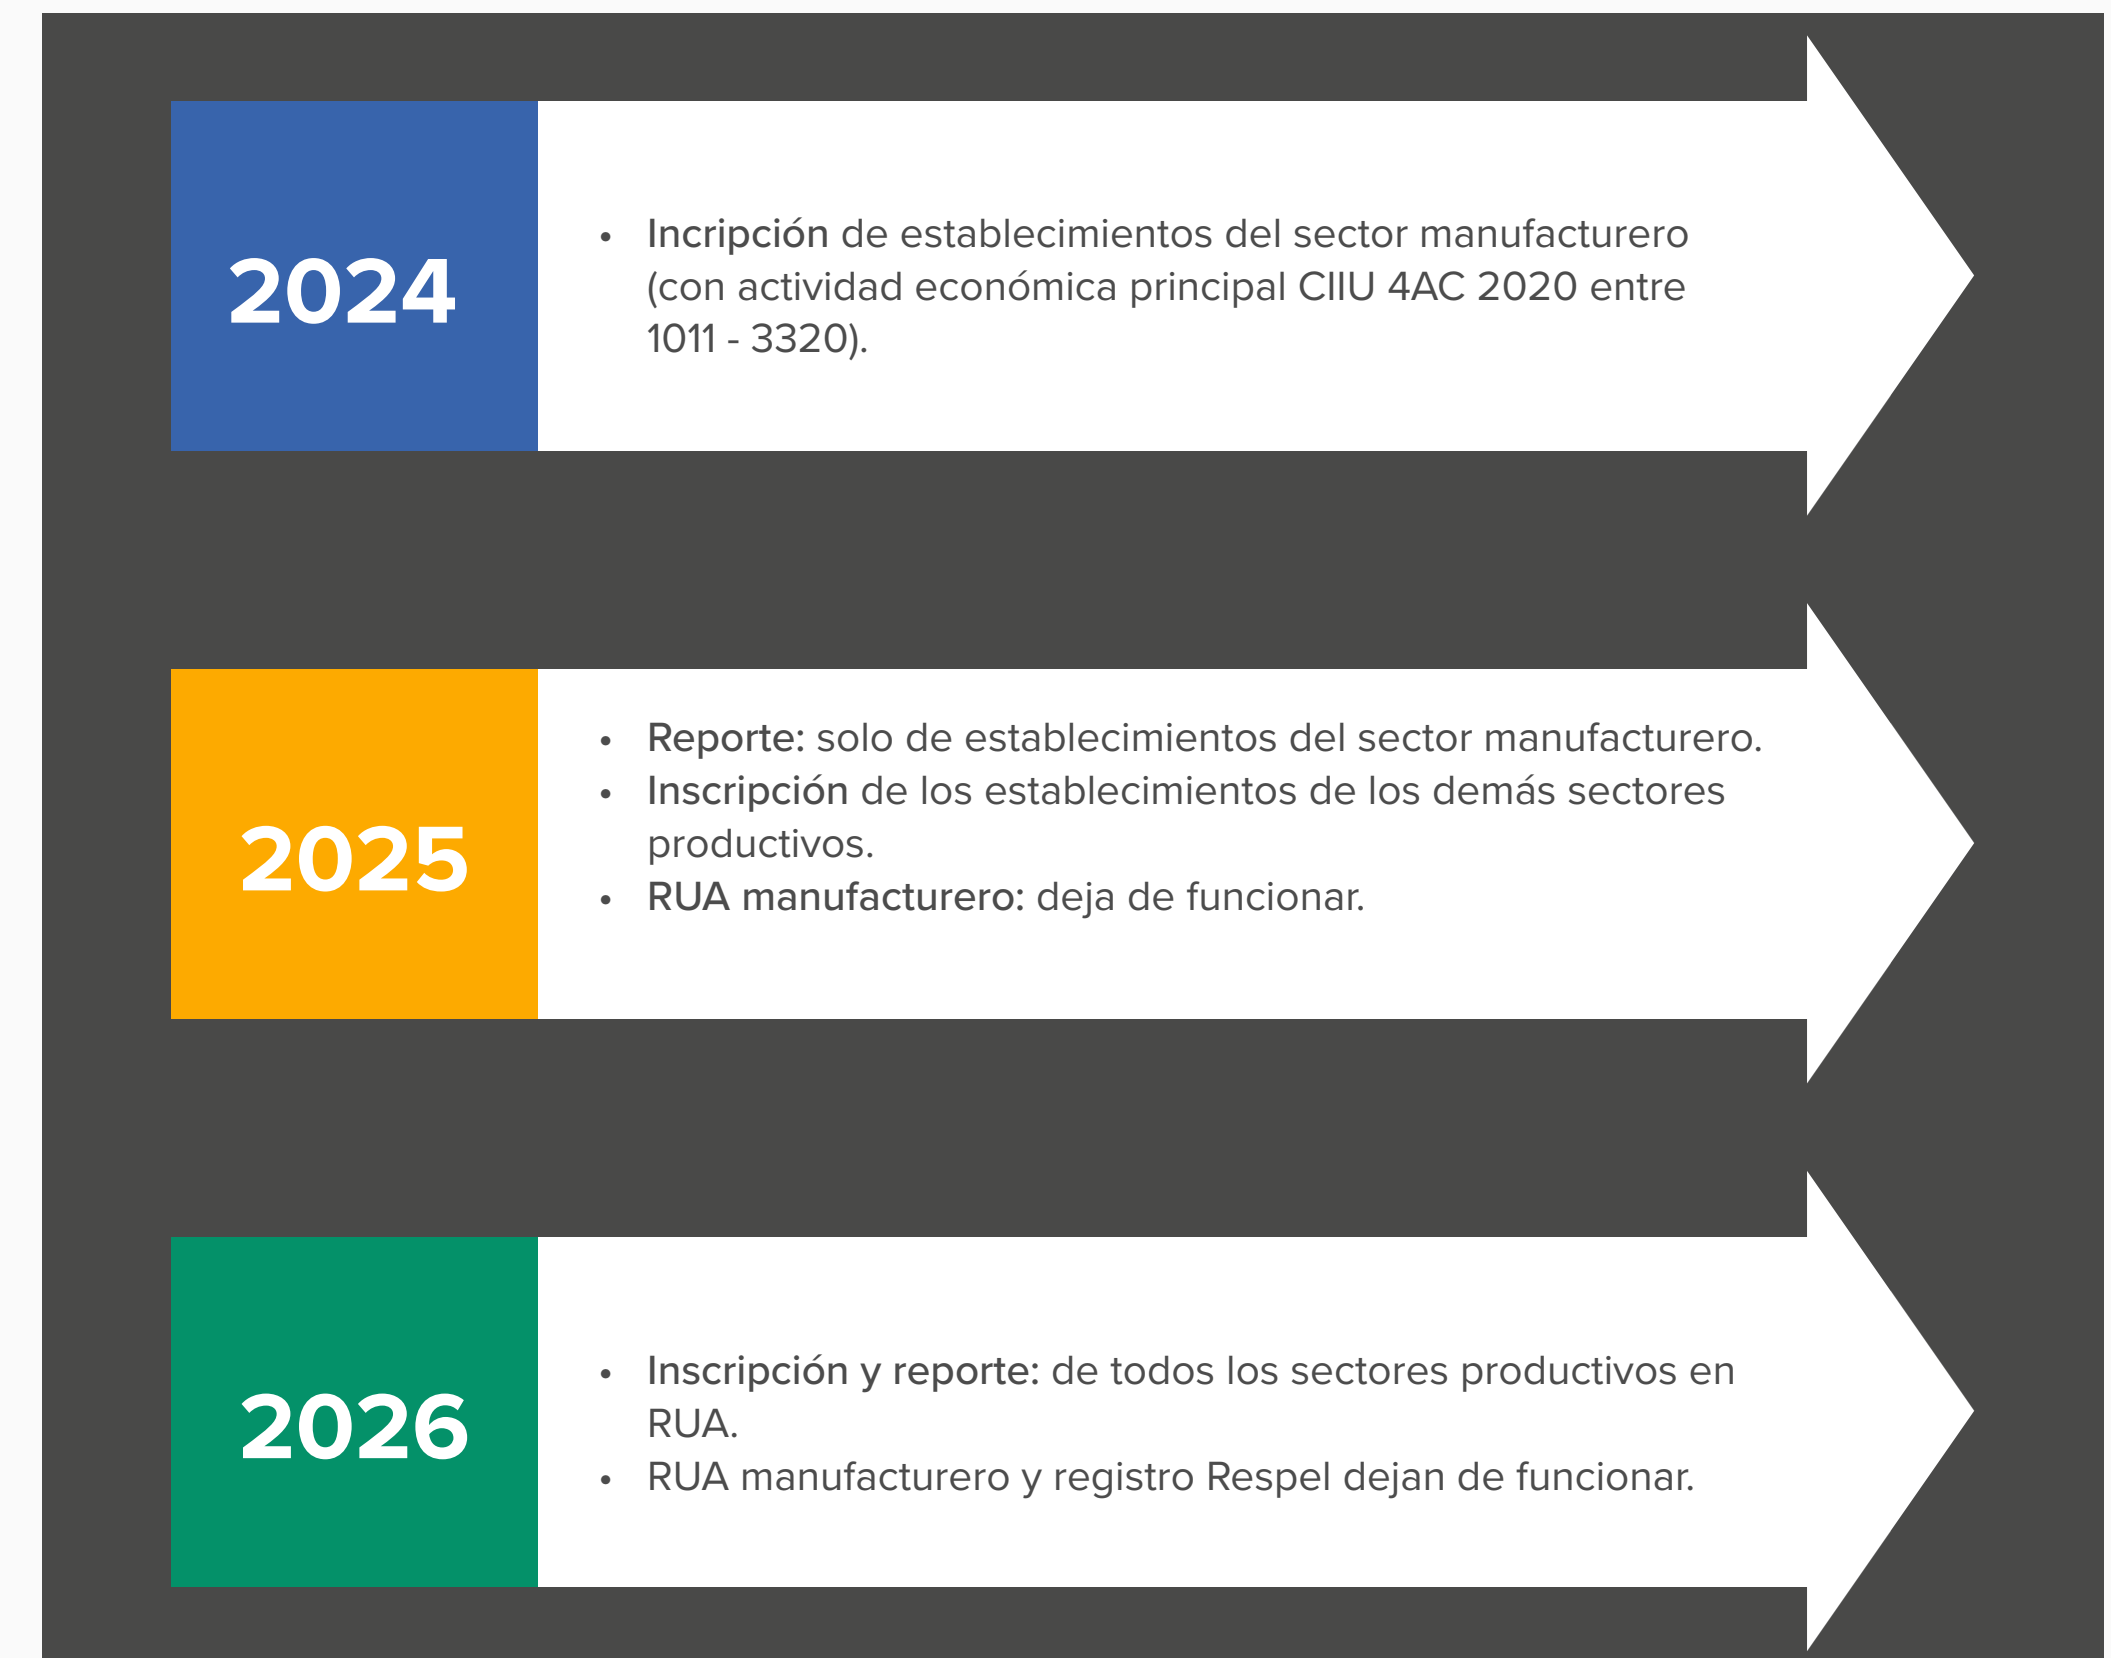 2024
• Incripción de establecimientos del sector manufacturero
(con actividad económica principal CIIU 4AC 2020 entre
1011 - 3320).
2025
• Reporte: solo de establecimientos del sector manufacturero.
• Inscripción de los establecimientos de los demás sectores
productivos.
• RUA manufacturero: deja de funcionar.
2026
• Inscripción y reporte: de todos los sectores productivos en
RUA.
• RUA manufacturero y registro Respel dejan de funcionar.